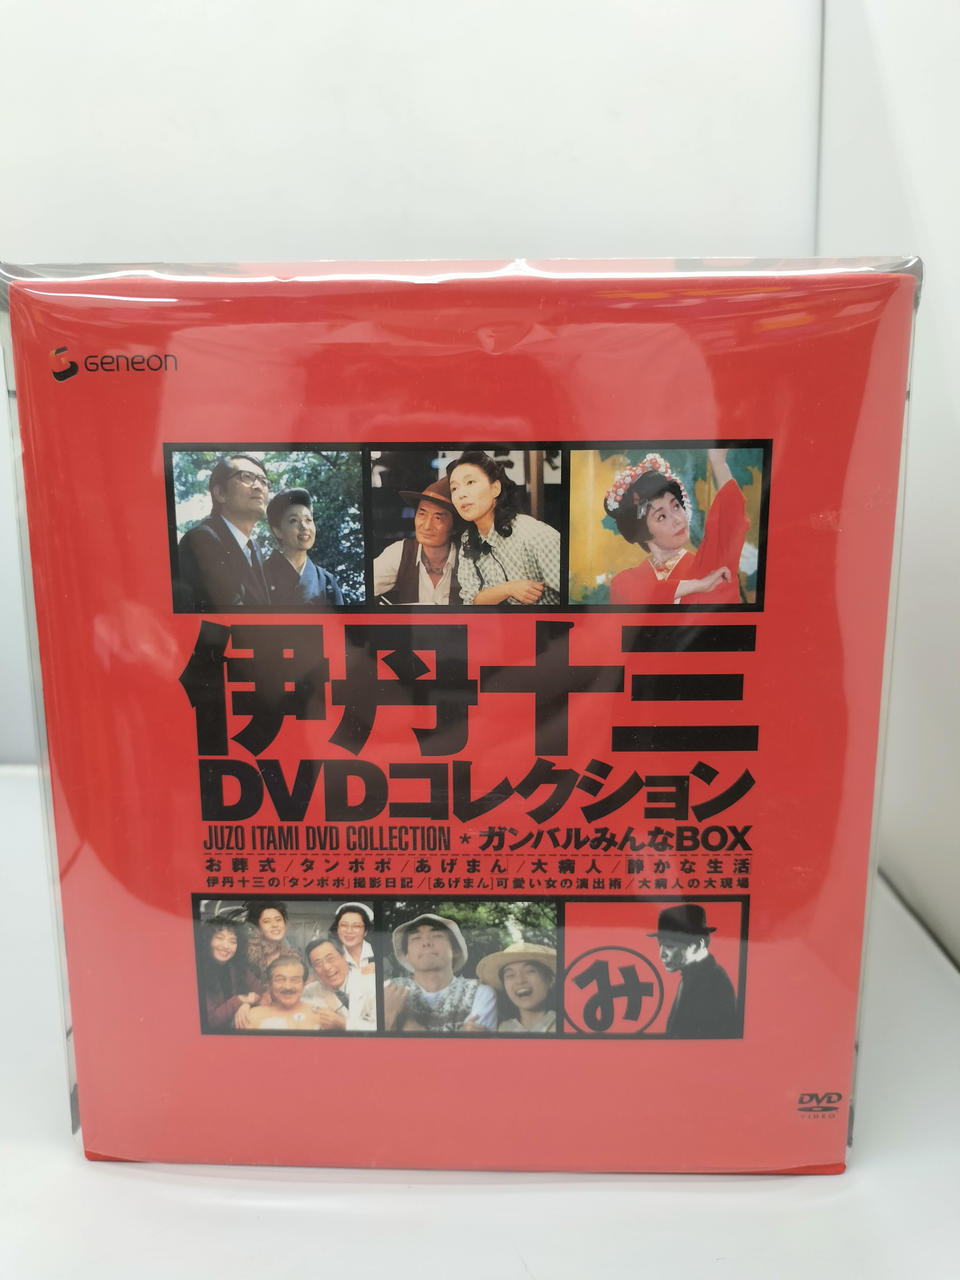 Geneon
伊丹十三
DVDコレクション
JUZO ITAMI DVD COLLECTION * ガンバルみんなBOX
お葬式/タンポポ/あげまん/大病人/静かな生活
伊丹十三の「タンポポ」撮影日記/[あげまん]可愛い女の演出術/大病人の大現場
み
DVD
VIDEO